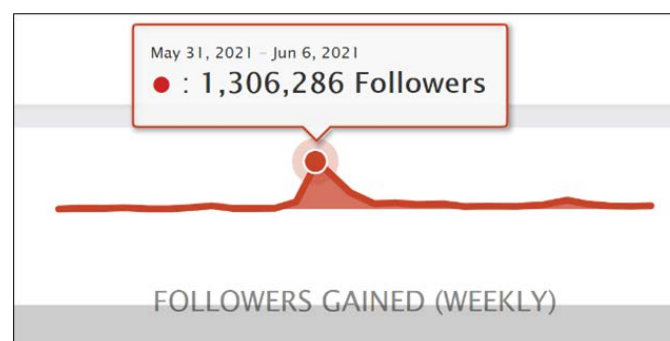 May 31, 2021 – Jun 6, 2021
● : 1,306,286 Followers
FOLLOWERS GAINED (WEEKLY)